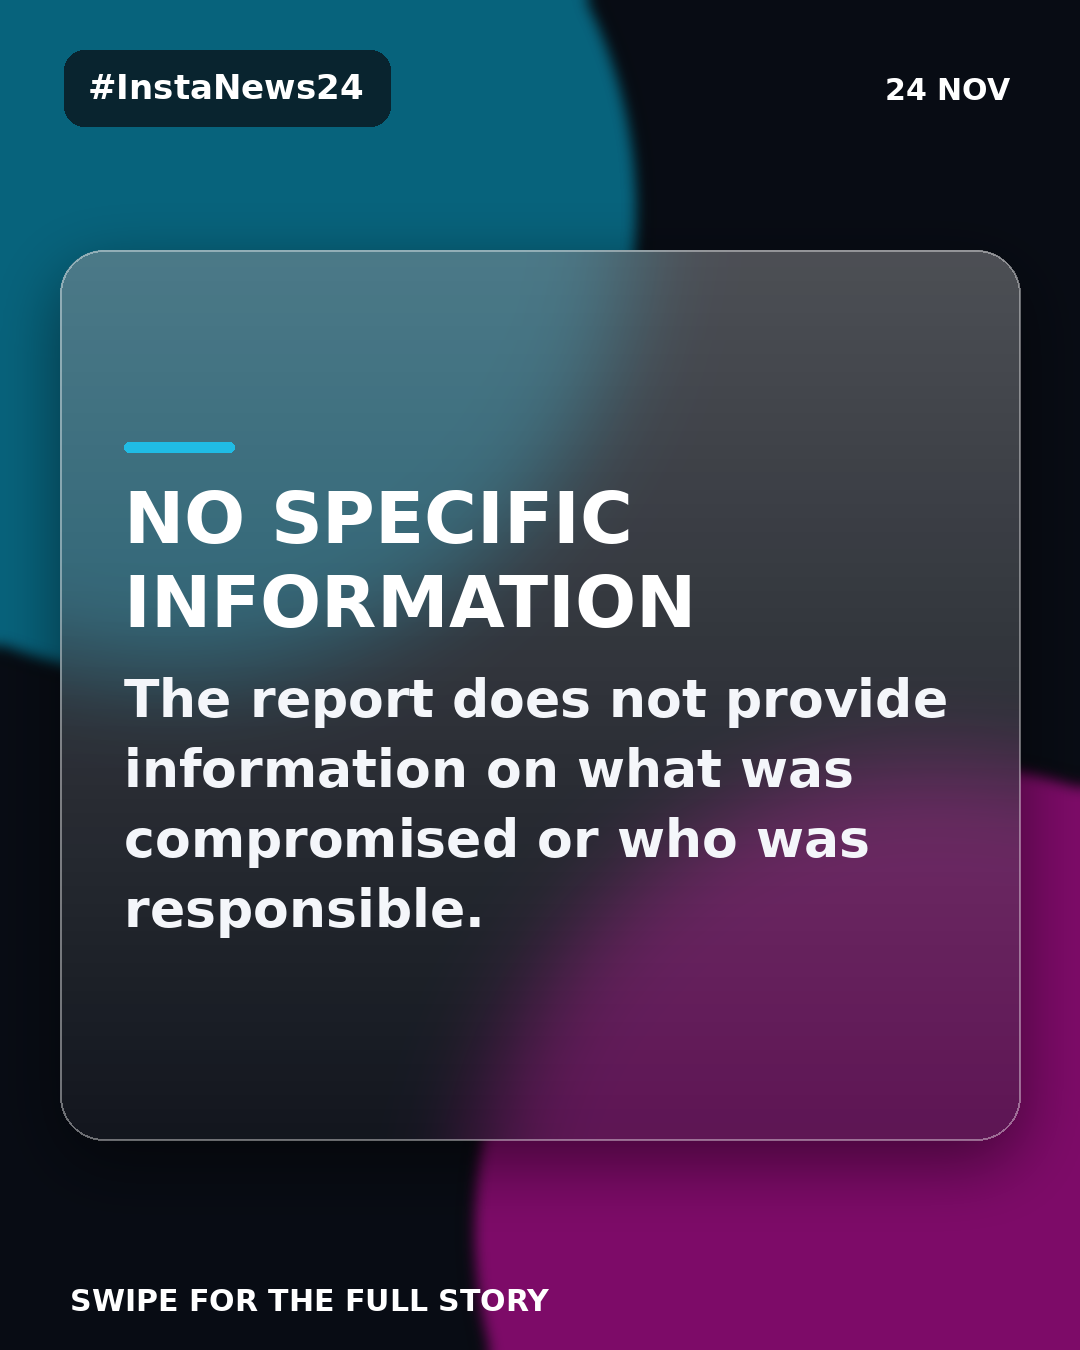 #InstaNews24
24 NOV
NO SPECIFIC
INFORMATION
The report does not provide
information on what was
compromised or who was
responsible.
SWIPE FOR THE FULL STORY